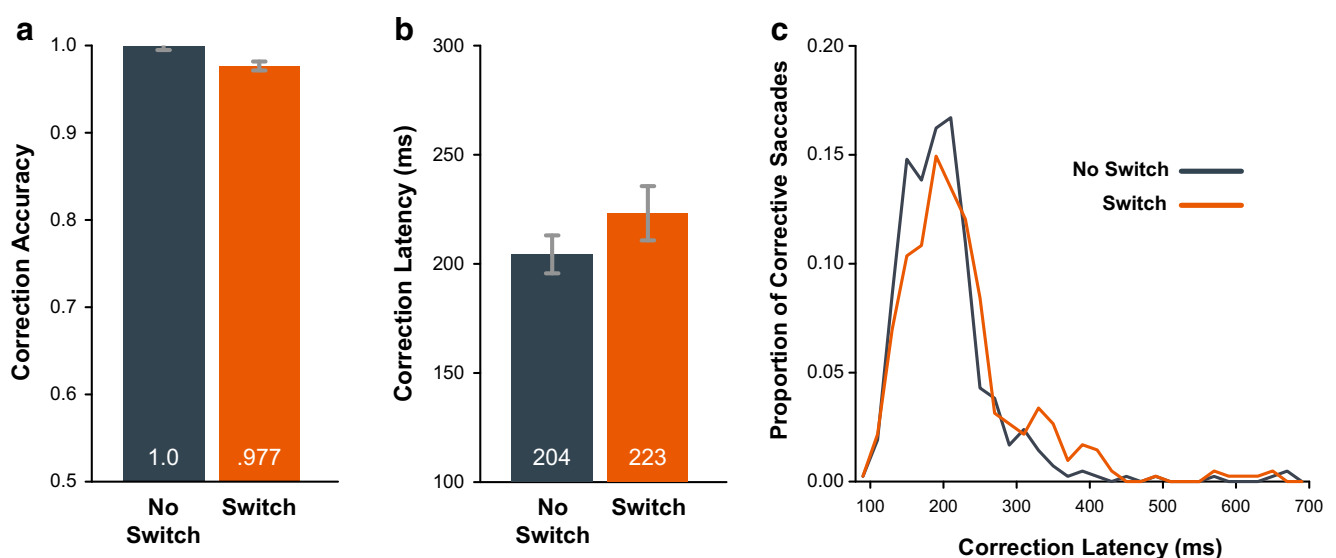 a
Correction Accuracy
1.0
0.9
0.8
0.7
0.6
0.5
1.0
.977
No
Switch
Switch
b
Correction Latency (ms)
300
250
200
150
100
204
223
No
Switch
Switch
c
Proportion of Corrective Saccades
0.20
0.15
0.10
0.05
0.00
No Switch
Switch
100
200
300
400
500
600
700
Correction Latency (ms)